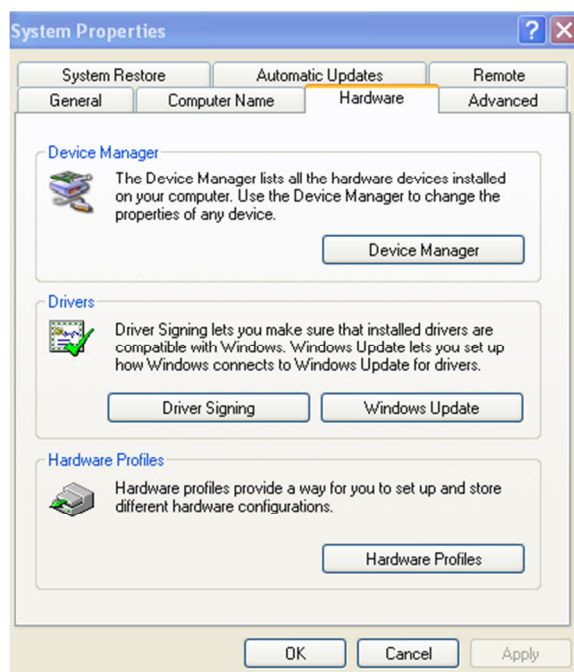 System Properties
System Restore Automatic Updates Remote
General Computer Name Hardware Advanced
Device Manager
The Device Manager lists all the hardware devices installed
on your computer. Use the Device Manager to change the
properties of any device.
Device Manager
Drivers
Driver Signing lets you make sure that installed drivers are
compatible with Windows. Windows Update lets you set up
how Windows connects to Windows Update for drivers.
Driver Signing Windows Update
Hardware Profiles
Hardware profiles provide a way for you to set up and store
different hardware configurations.
Hardware Profiles
OK Cancel Apply